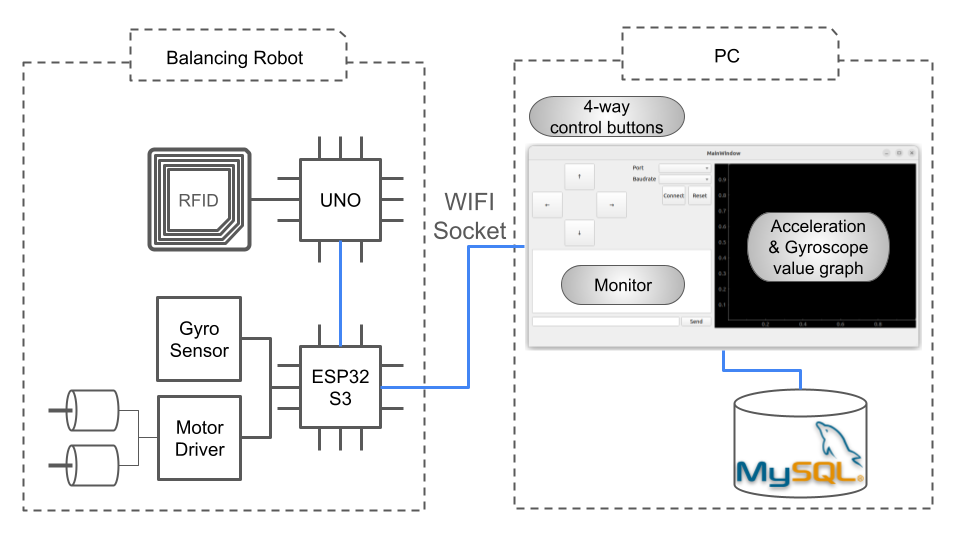 Balancing Robot
RFID
UNO
Gyro
Sensor
ESP32
S3
Motor
Driver
WIFI
Socket
PC
4-way
control buttons
MainWindow
↑
←
→
↓
Port
Baudrate
Connect
Reset
Monitor
Send
0.9
0.8
0.7
0.6
0.5
0.4
0.3
0.2
0.1
0.2
0.4
0.6
0.8
Acceleration
& Gyroscope
value graph
MySQL®